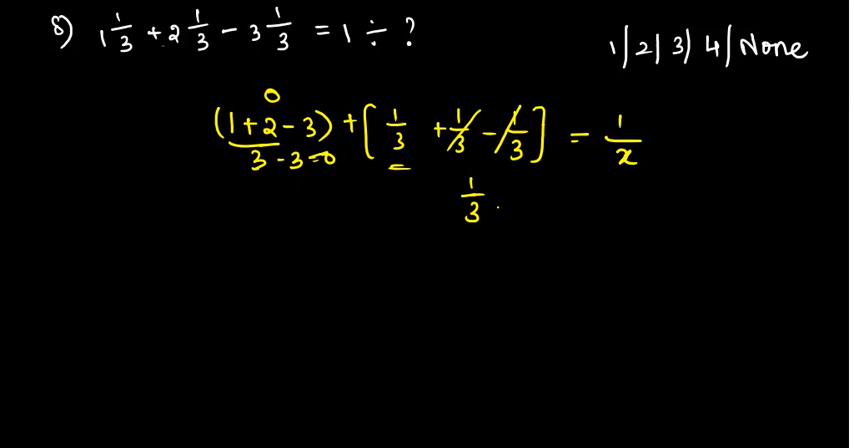 8) 1 1/3 + 2 1/3 - 3 1/3 = 1 ÷ ?
1/2/3/4/None
0
(1 + 2 - 3) + [1/3 + 1/3 - 1/3] = 1/x
3 - 3 = 0
1/3